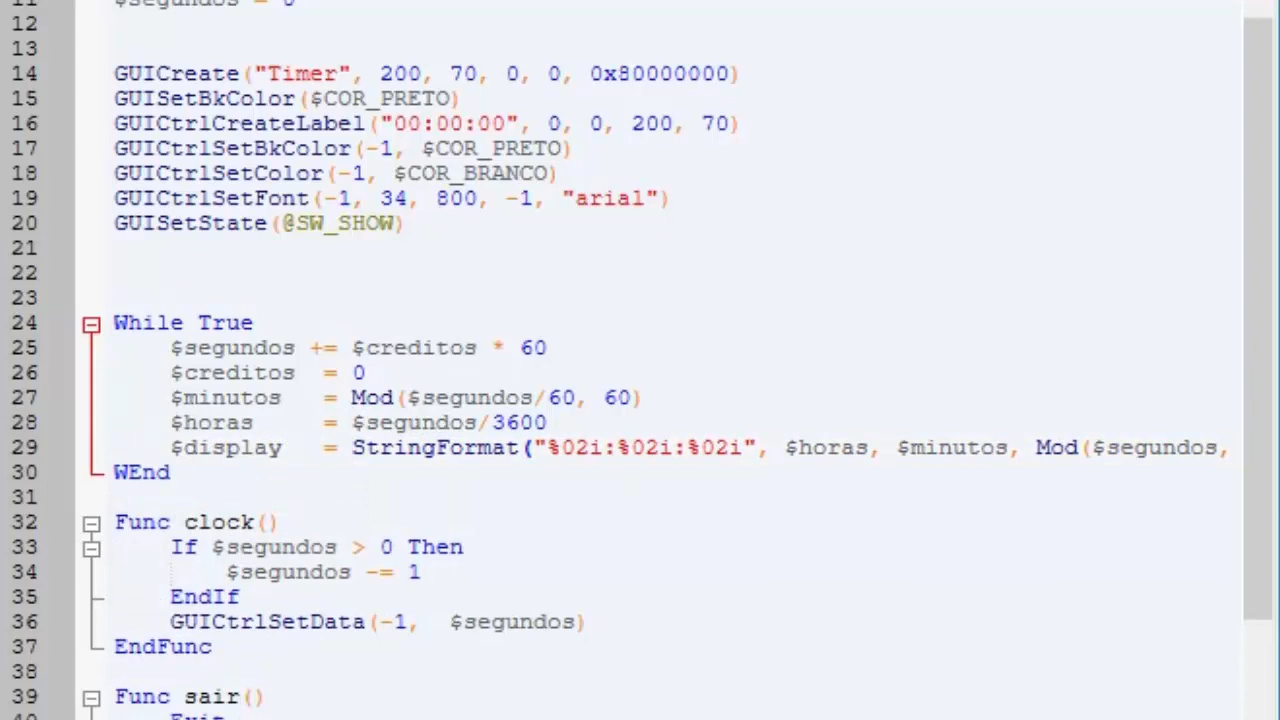 11 $segundos = 0
12
13
14 GUICreate("Timer", 200, 70, 0, 0, 0x80000000)
15 GUISetBkColor($COR_PRETO)
16 GUICtrlCreateLabel("00:00:00", 0, 0, 200, 70)
17 GUICtrlSetBkColor(-1, $COR_PRETO)
18 GUICtrlSetColor(-1, $COR_BRANCO)
19 GUICtrlSetFont(-1, 34, 800, -1, "arial")
20 GUISetState(@SW_SHOW)
21
22
23
24 While True
25 $segundos += $creditos * 60
26 $creditos = 0
27 $minutos = Mod($segundos/60, 60)
28 $horas = $segundos/3600
29 $display = StringFormat("%02i:%02i:%02i", $horas, $minutos, Mod($segundos,
30 WEnd
31
32 Func clock()
33 If $segundos > 0 Then
34 $segundos -= 1
35 EndIf
36 GUICtrlSetData(-1, $segundos)
37 EndFunc
38
39 Func sair()
40 Exit